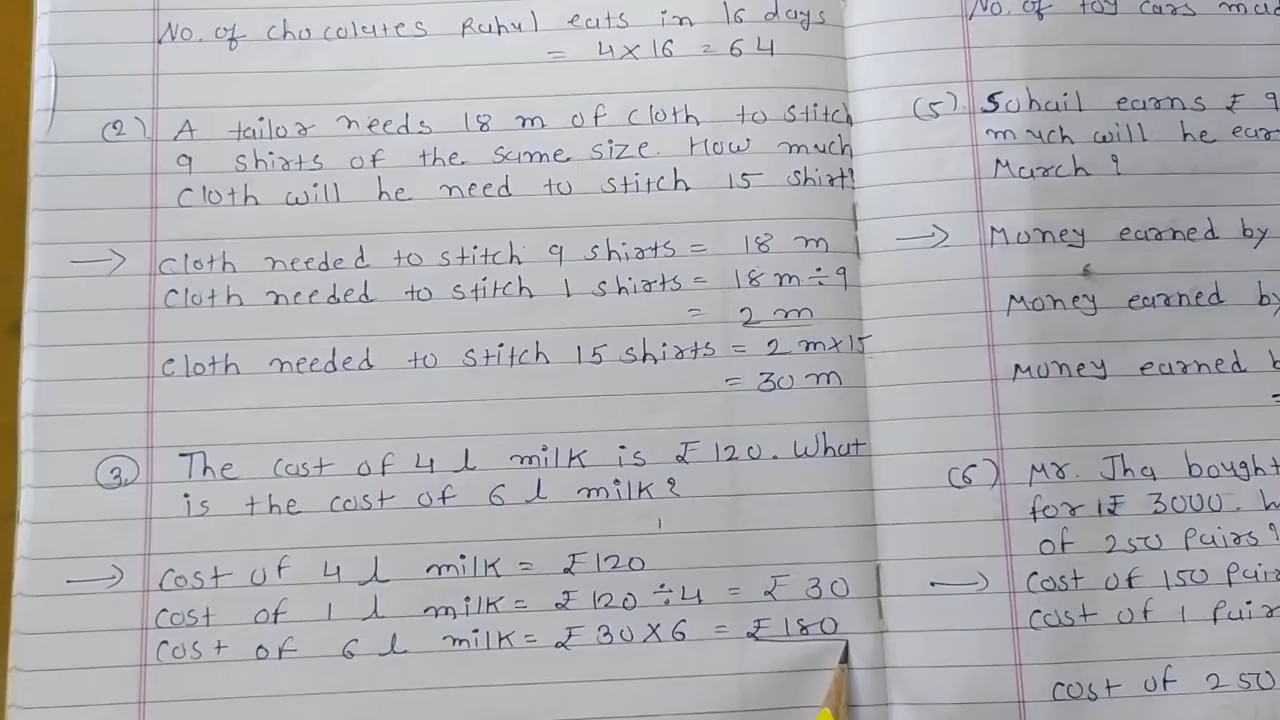 No. of chocolates Rahul eats in 16 days
= 4 × 16 = 64
(2) A tailor needs 18 m of cloth to stitch
9 shirts of the same size. How much
cloth will he need to stitch 15 shirt?
→ cloth needed to stitch 9 shirts = 18 m
cloth needed to stitch 1 shirts = 18 m ÷ 9
= 2 m
cloth needed to stitch 15 shirts = 2 m × 15
= 30 m
(3) The cost of 4 l milk is ₹ 120. What
is the cost of 6 l milk?
→ cost of 4 l milk = ₹ 120
cost of 1 l milk = ₹ 120 ÷ 4 = ₹ 30
cost of 6 l milk = ₹ 30 × 6 = ₹ 180
No. of toy cars
(5) Suhail earns ₹ 9
much will he
March ?
→ Money earned by
Money earned by
Money earned
(6) Mr. Jha bought
for ₹ 3000.
of 250 pairs?
→ cost of 150
cost of 1
cost of 250